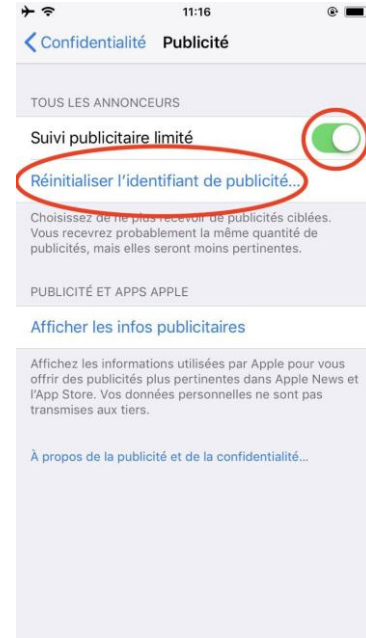 11:16
Confidentialité Publicité
TOUS LES ANNONCEURS
Suivi publicitaire limité
Réinitialiser l'identifiant de publicité...
Choisissez de ne plus recevoir de publicités ciblées.
Vous recevrez probablement la même quantité de
publicités, mais elles seront moins pertinentes.
PUBLICITÉ ET APPS APPLE
Afficher les infos publicitaires
Affichez les informations utilisées par Apple pour vous
offrir des publicités plus pertinentes dans Apple News et
l'App Store. Vos données personnelles ne sont pas
transmises aux tiers.
À propos de la publicité et de la confidentialité...